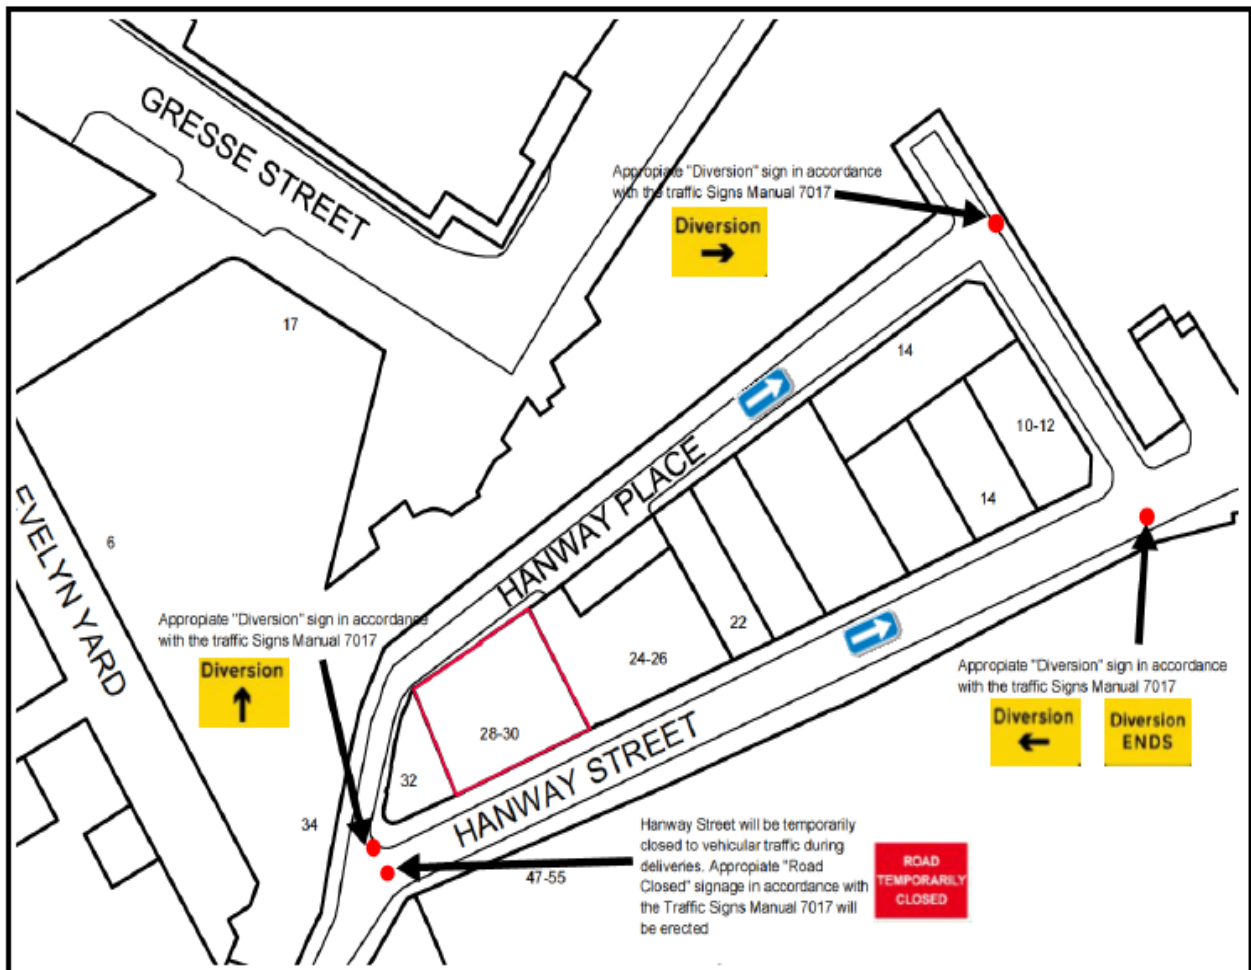 GRESSE STREET
Appropiate "Diversion" sign in accordance
with the traffic Signs Manual 7017
Diversion
17
14
10-12
14
HANWAY PLACE
EVELYN YARD
6
Appropiate "Diversion" sign in accordance
with the traffic Signs Manual 7017
Diversion
22
24-26
28-30
32
34
HANWAY STREET
47-55
Appropiate "Diversion" sign in accordance
with the traffic Signs Manual 7017
Diversion
Diversion
ENDS
Hanway Street will be temporarily
closed to vehicular traffic during
deliveries. Appropiate "Road
Closed" signage in accordance with
the Traffic Signs Manual 7017 will
be erected
ROAD
TEMPORARILY
CLOSED